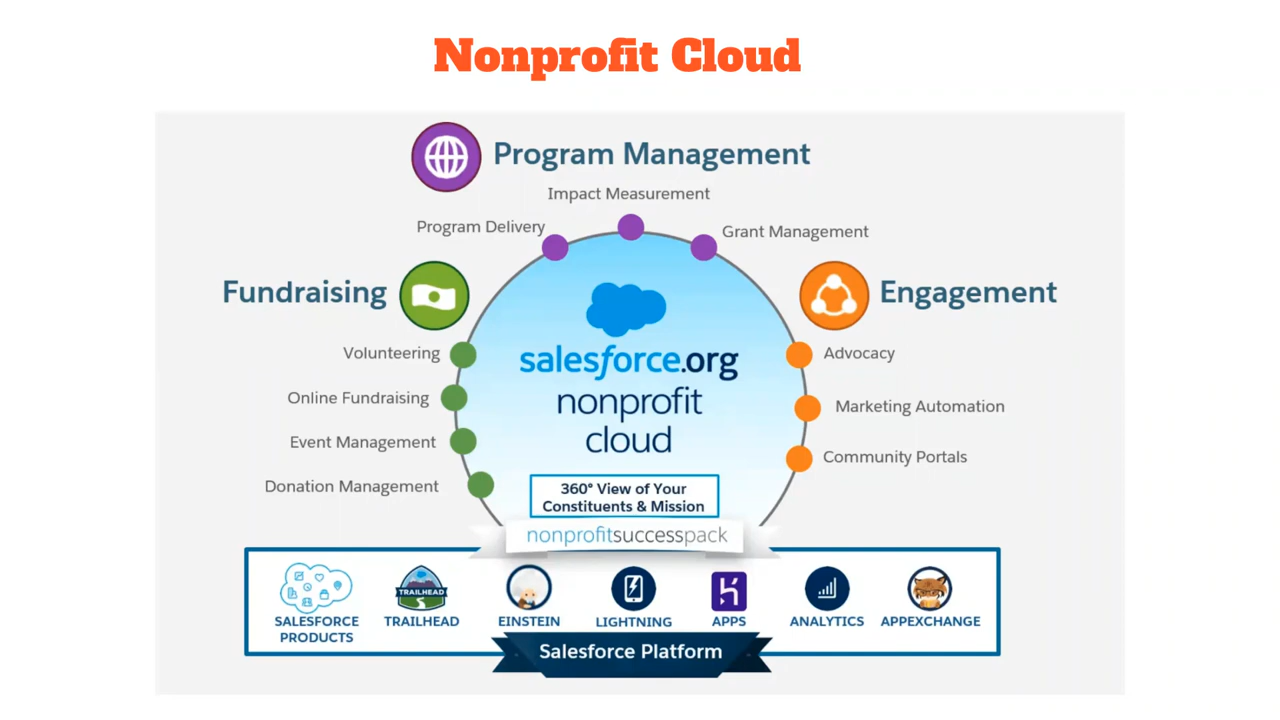 Nonprofit Cloud
Program Management
Impact Measurement
Program Delivery
Grant Management
Fundraising
Engagement
Volunteering
Online Fundraising
Event Management
Donation Management
Advocacy
Marketing Automation
Community Portals
salesforce.org
nonprofit
cloud
360° View of Your
Constituents & Mission
nonprofitsuccesspack
TRAILHEAD
SALESFORCE
PRODUCTS
TRAILHEAD
EINSTEIN
LIGHTNING
APPS
ANALYTICS
APPEXCHANGE
Salesforce Platform